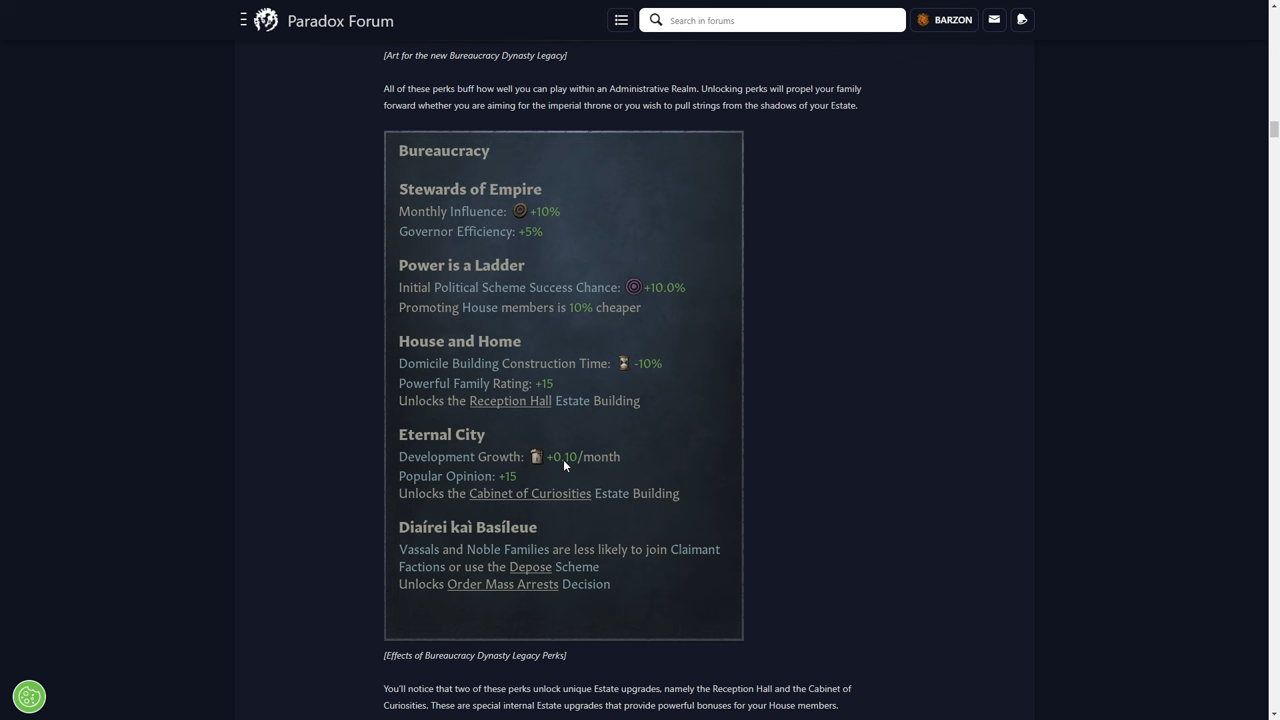 Paradox Forum
Search in forums
BARZON
[Art for the new Bureaucracy Dynasty Legacy]
All of these perks buff how well you can play within an Administrative Realm. Unlocking perks will propel your family
forward whether you are aiming for the imperial throne or you wish to pull strings from the shadows of your Estate.
Bureaucracy
Stewards of Empire
Monthly Influence: +10%
Governor Efficiency: +5%
Power is a Ladder
Initial Political Scheme Success Chance: +10.0%
Promoting House members is 10% cheaper
House and Home
Domicile Building Construction Time: -10%
Powerful Family Rating: +15
Unlocks the Reception Hall Estate Building
Eternal City
Development Growth: +0.10/month
Popular Opinion: +15
Unlocks the Cabinet of Curiosities Estate Building
Diaírei kaì Basíleue
Vassals and Noble Families are less likely to join Claimant
Factions or use the Depose Scheme
Unlocks Order Mass Arrests Decision
[Effects of Bureaucracy Dynasty Legacy Perks]
You'll notice that two of these perks unlock unique Estate upgrades, namely the Reception Hall and the Cabinet of
Curiosities. These are special internal Estate upgrades that provide powerful bonuses for your House members.